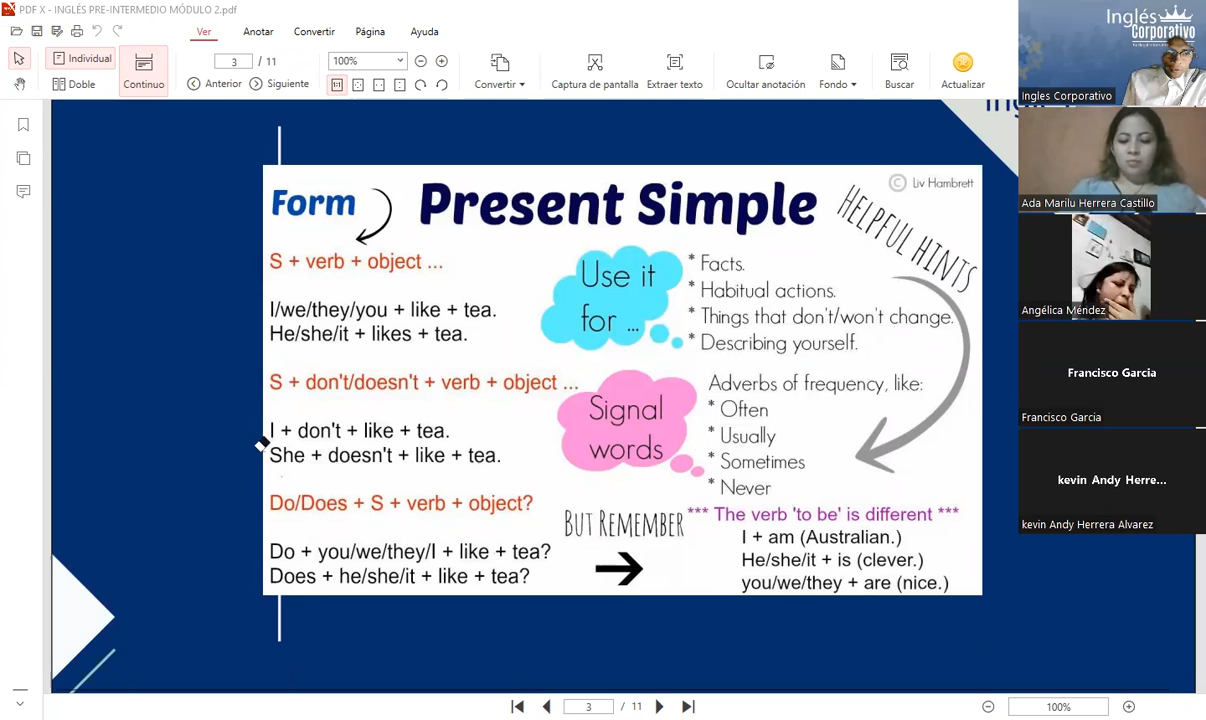 PDF X - INGLÉS PRE-INTERMEDIO MÓDULO 2.pdf
Ver
Anotar
Convertir
Página
Ayuda
Individual
Doble
Continuo
3 / 11
Anterior
Siguiente
100%
Convertir
Captura de pantalla
Extraer texto
Ocultar anotación
Fondo
Buscar
Actualizar
Inglés
Corporativo
Ingles Corporativo
Ada Marilu Herrera Castillo
Angélica Méndez
Francisco Garcia
Francisco Garcia
kevin Andy Herre...
kevin Andy Herrera Alvarez
Form
Present Simple
© Liv Hambrett
HELPFUL HINTS
S + verb + object ...
I/we/they/you + like + tea.
He/she/it + likes + tea.
S + don't/doesn't + verb + object ...
I + don't + like + tea.
She + doesn't + like + tea.
Do/Does + S + verb + object?
Do + you/we/they/I + like + tea?
Does + he/she/it + like + tea?
Use it
for ...
* Facts.
* Habitual actions.
* Things that don't/won't change.
* Describing yourself.
Signal
words
Adverbs of frequency, like:
* Often
* Usually
* Sometimes
* Never
BUT REMEMBER
*** The verb 'to be' is different ***
I + am (Australian.)
He/she/it + is (clever.)
you/we/they + are (nice.)
3 / 11
100%